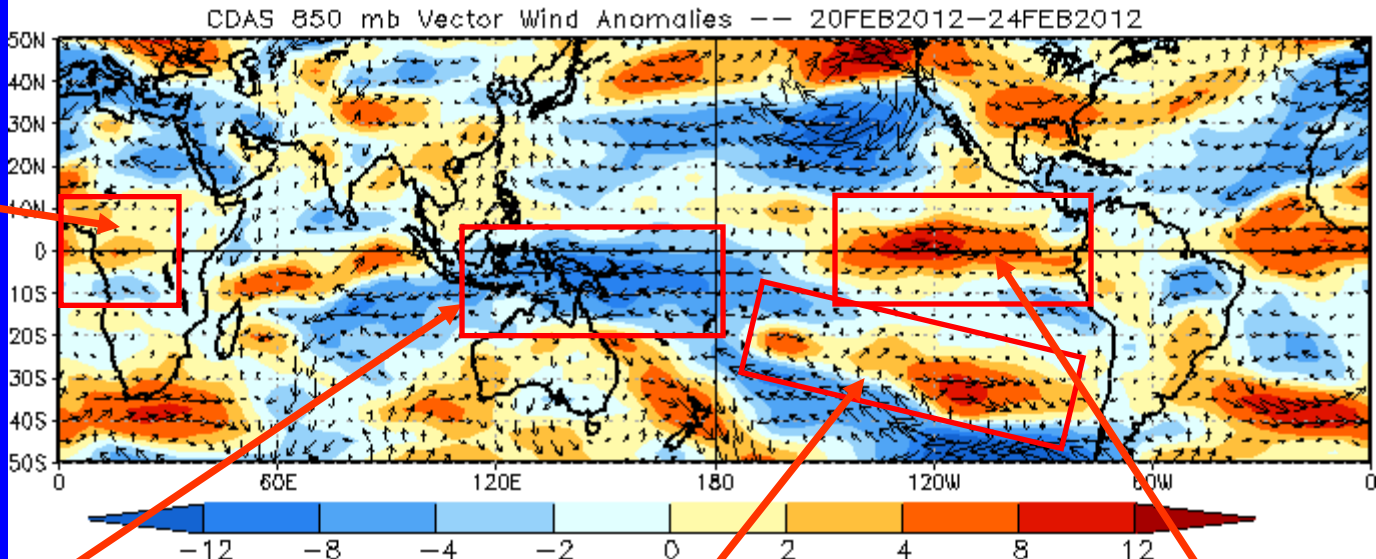 CDAS 850 mb Vector Wind Anomalies -- 20FEB2012-24FEB2012
50N
40N
30N
20N
10N
0
10S
20S
30S
40S
50S
0 60E 120E 180 120W 60W 0
-12 -8 -4 -2 0 2 4 8 12